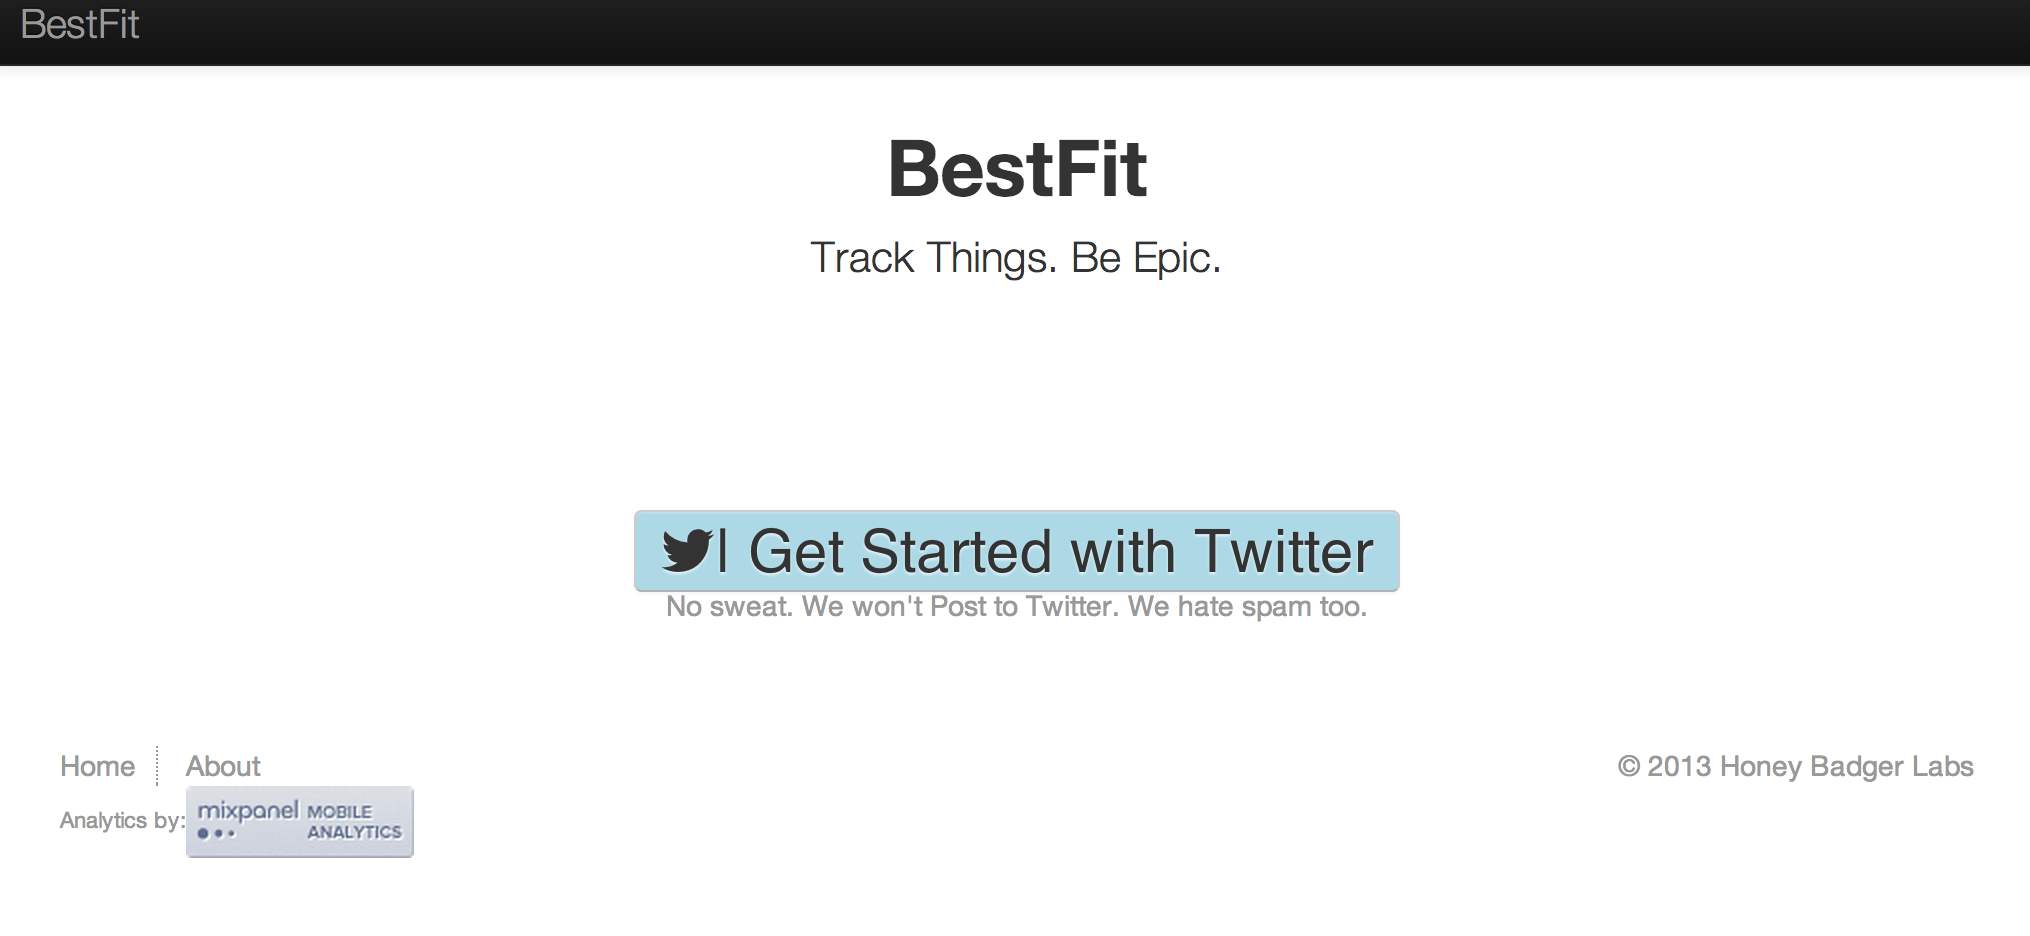 BestFit
BestFit
Track Things. Be Epic.
| Get Started with Twitter
No sweat. We won't Post to Twitter. We hate spam too.
Home About © 2013 Honey Badger Labs
Analytics by: mixpanel MOBILE
ANALYTICS